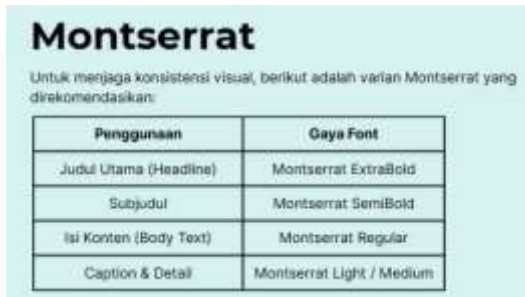 Montserrat
Untuk menjaga konsistensi visual, berikut adalah varian Montserrat yang
direkomendasikan:
Penggunaan Gaya Font
Judul Utama (Headline) Montserrat ExtraBold
Subjudul Montserrat SemiBold
Isi Konten (Body Text) Montserrat Regular
Caption & Detail Montserrat Light / Medium